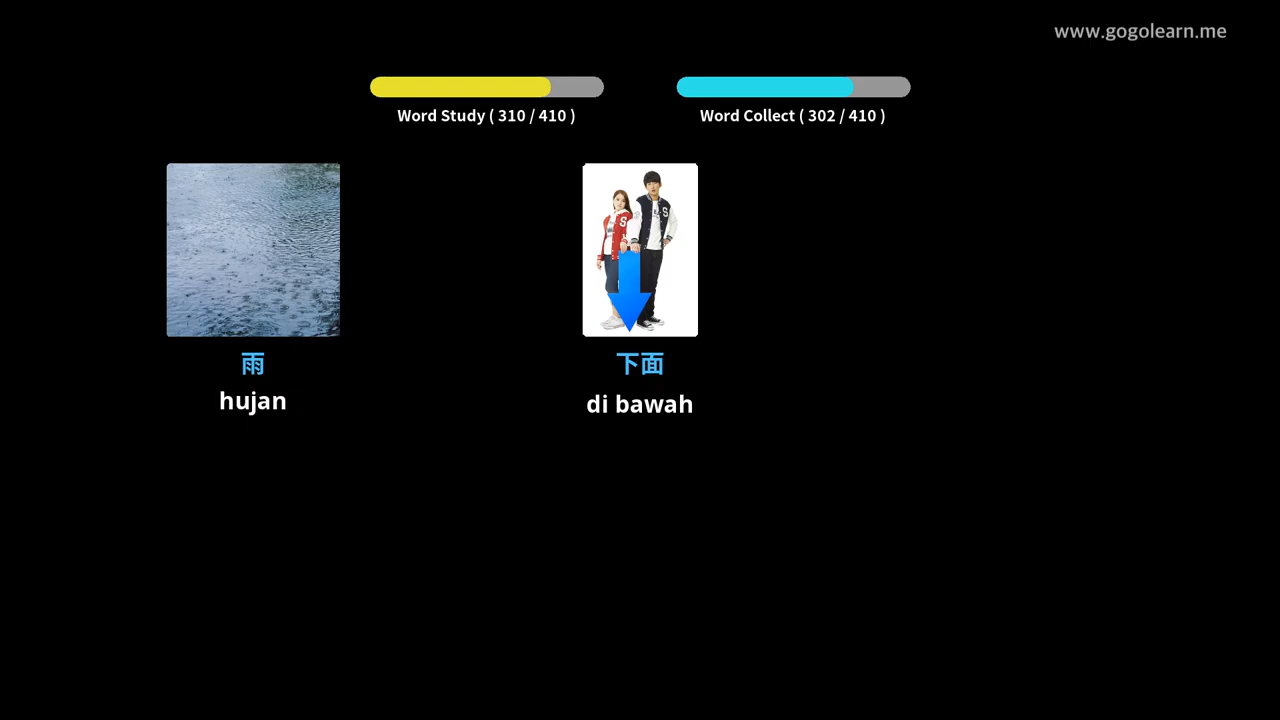 www.gogolearn.me
Word Study ( 310 / 410 )
Word Collect ( 302 / 410 )
S
S
雨
hujan
下面
di bawah